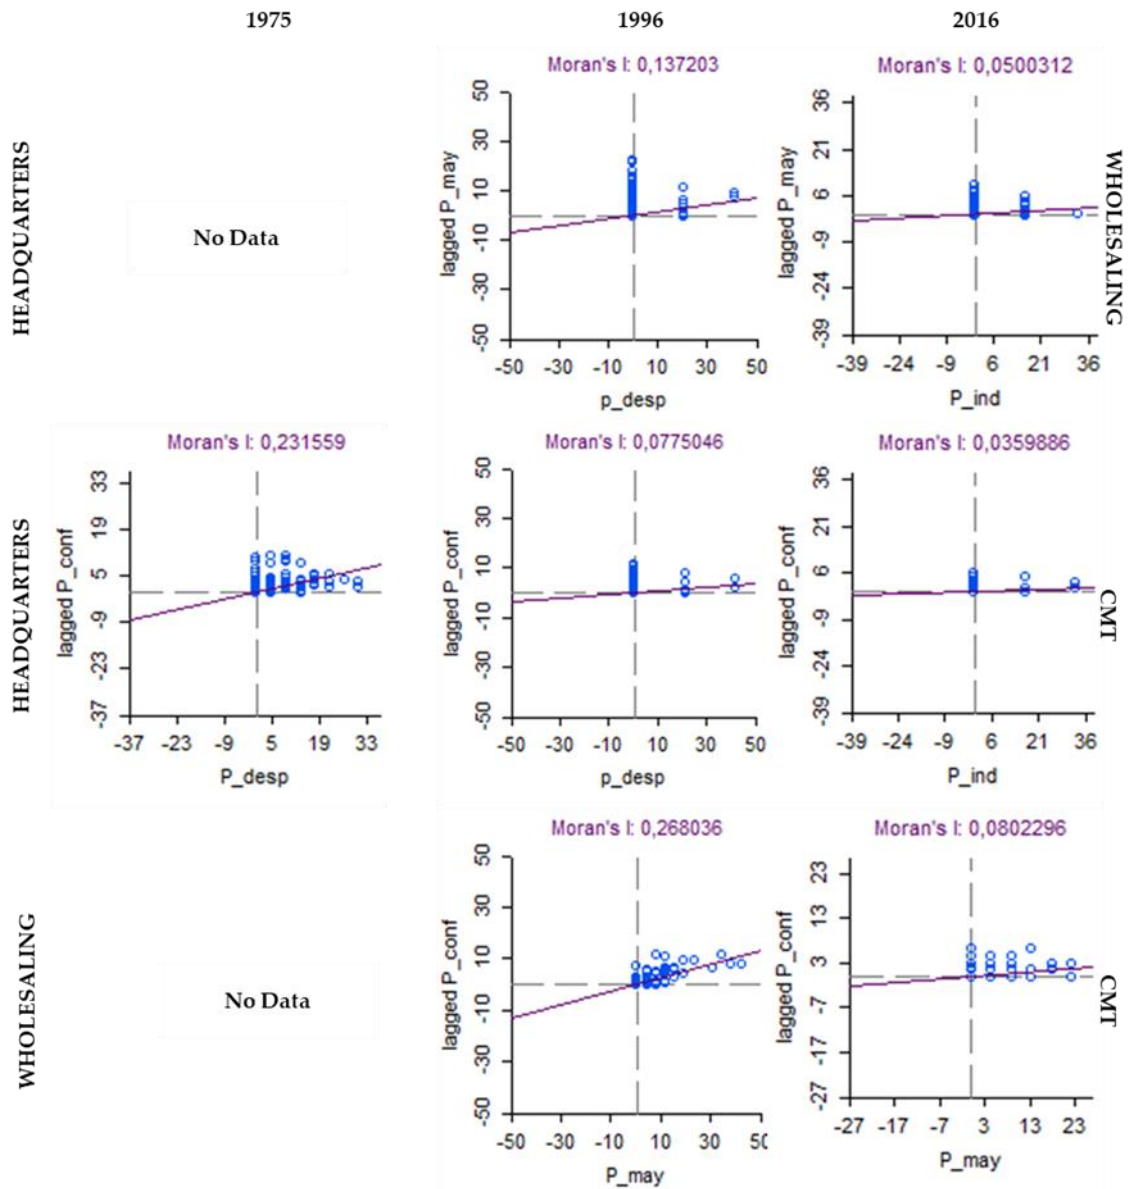 1975 1996 2016
HEADQUARTERS
No Data
Moran's I: 0,137203
lagged P_may
50
30
10
-10
-30
-50
-50 -30 -10 10 30 50
p_desp
Moran's I: 0,0500312
lagged P_may
36
21
6
-9
-24
-39
-39 -24 -9 6 21 36
P_ind
WHOLESALING
HEADQUARTERS
Moran's I: 0,231559
lagged P_conf
33
19
5
-9
-23
-37
-37 -23 -9 5 19 33
P_desp
Moran's I: 0,0775046
lagged P_conf
50
30
10
-10
-30
-50
-50 -30 -10 10 30 50
p_desp
Moran's I: 0,0359886
lagged P_conf
36
21
6
-9
-24
-39
-39 -24 -9 6 21 36
P_ind
CMT
WHOLESALING
No Data
Moran's I: 0,268036
lagged P_conf
50
30
10
-10
-30
-50
-50 -30 -10 10 30 50
P_may
Moran's I: 0,0802296
lagged P_conf
23
13
3
-7
-17
-27
-27 -17 -7 3 13 23
P_may
CMT